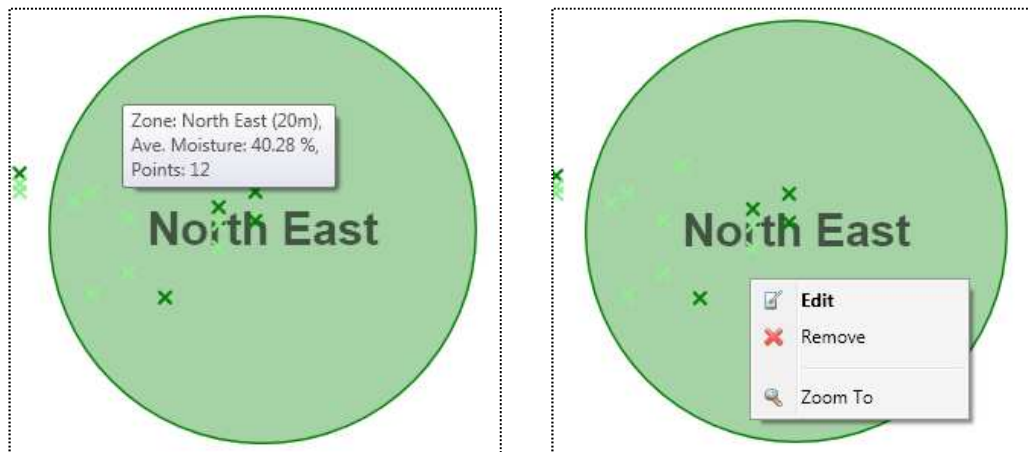 Zone: North East (20m),
Ave. Moisture: 40.28 %,
Points: 12
North East
North East
Edit
Remove
Zoom To